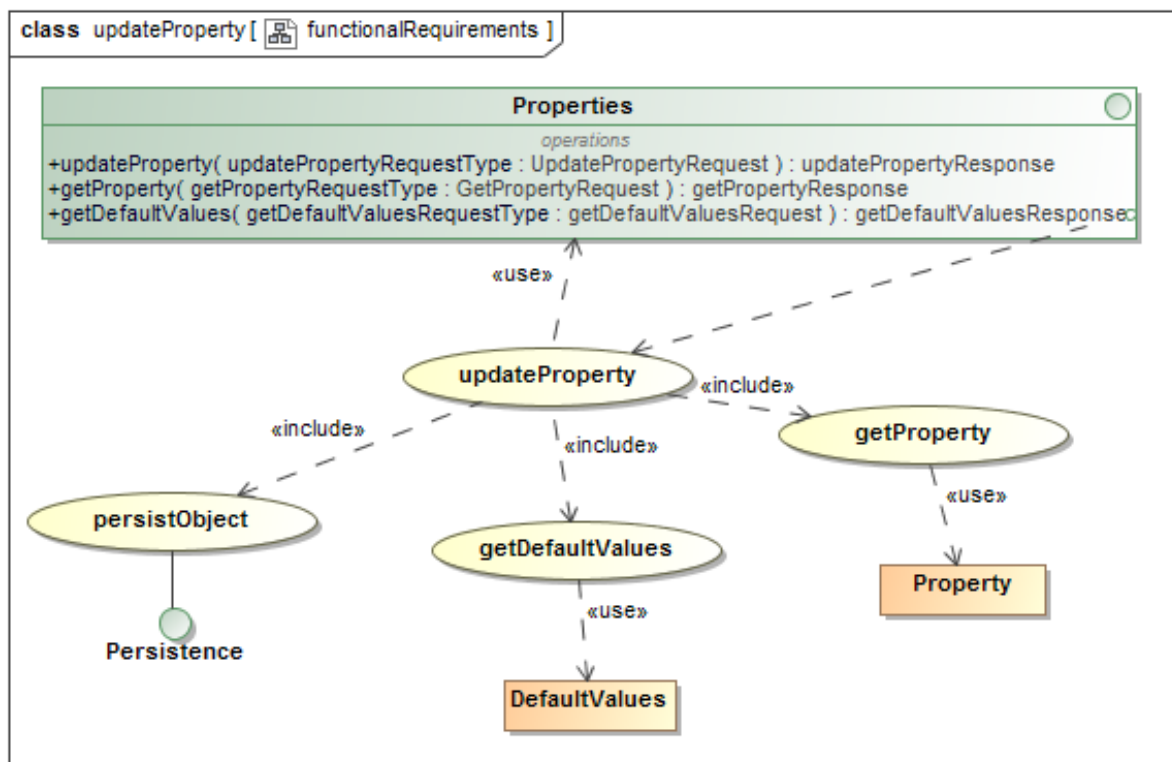 class updateProperty [ functionalRequirements ]
Properties
operations
+updateProperty( updatePropertyRequestType : UpdatePropertyRequest ) : updatePropertyResponse
+getProperty( getPropertyRequestType : GetPropertyRequest ) : getPropertyResponse
+getDefaultValues( getDefaultValuesRequestType : getDefaultValuesRequest ) : getDefaultValuesResponse
«use»
updateProperty
«include»
«include»
«include»
getProperty
persistObject
getDefaultValues
«use»
Property
«use»
Persistence
DefaultValues